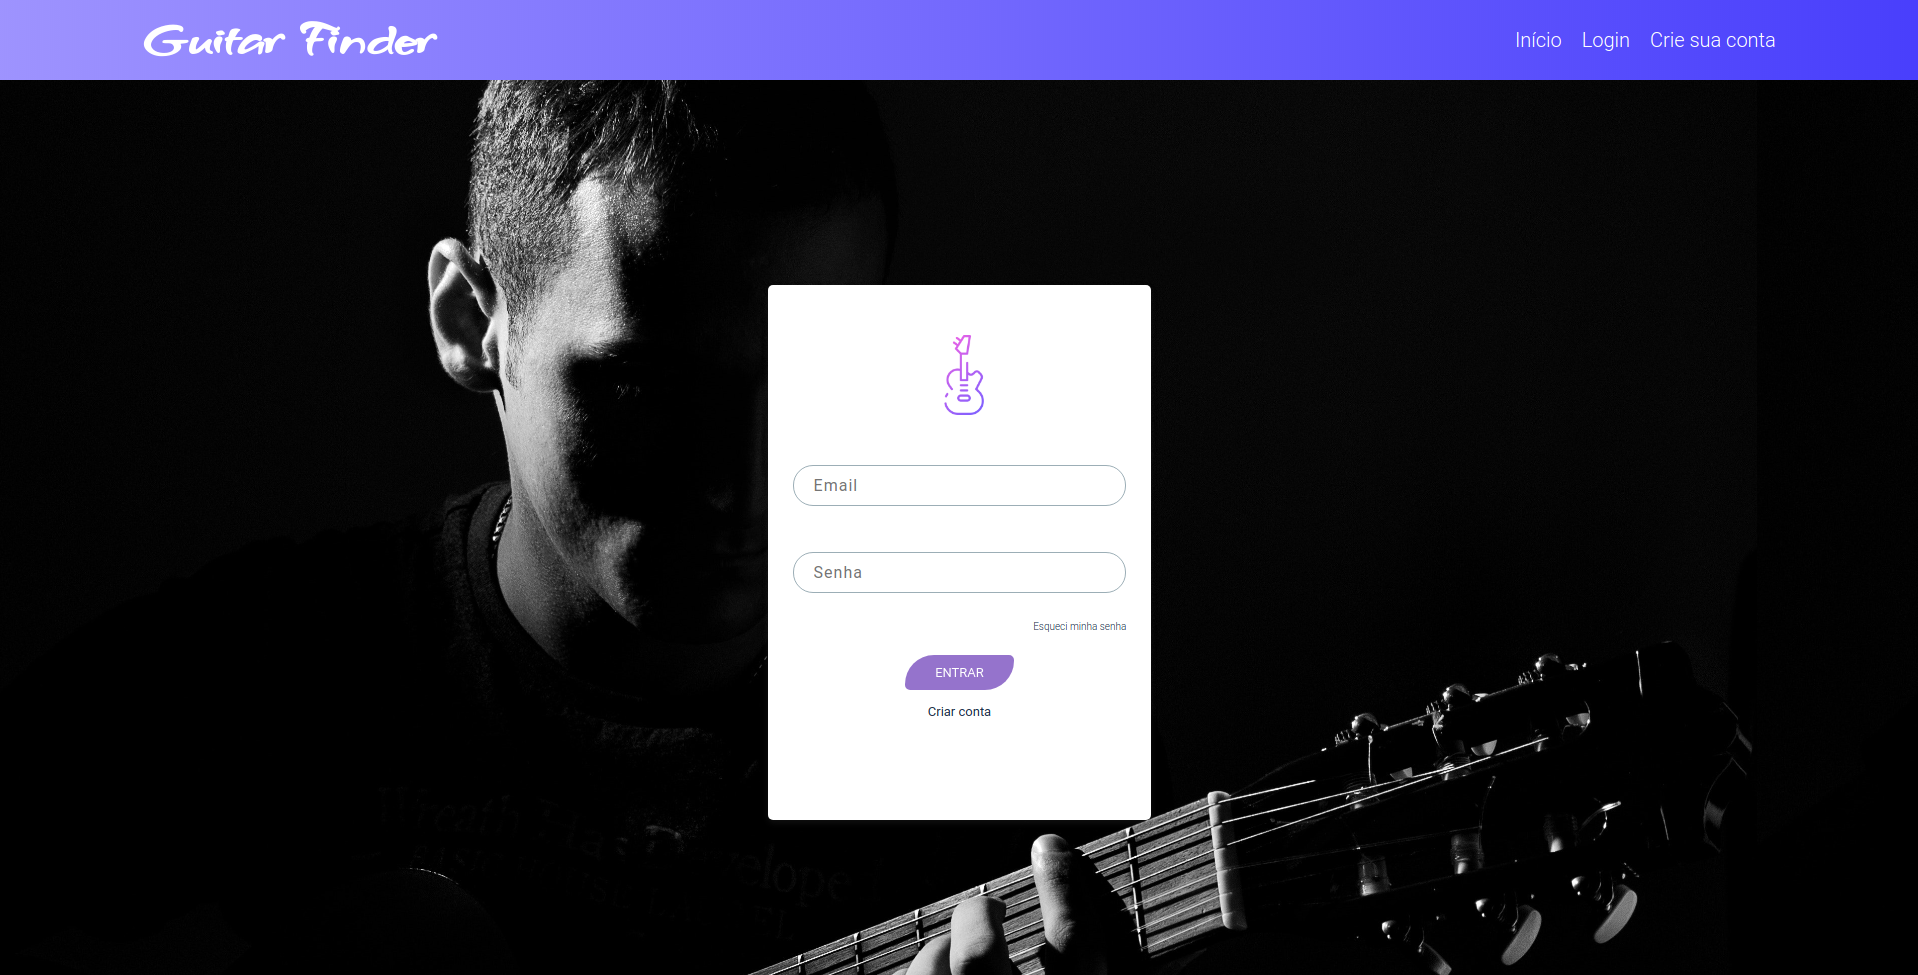 Guitar Finder
Início Login Crie sua conta
Email
Senha
Esqueci minha senha
ENTRAR
Criar conta